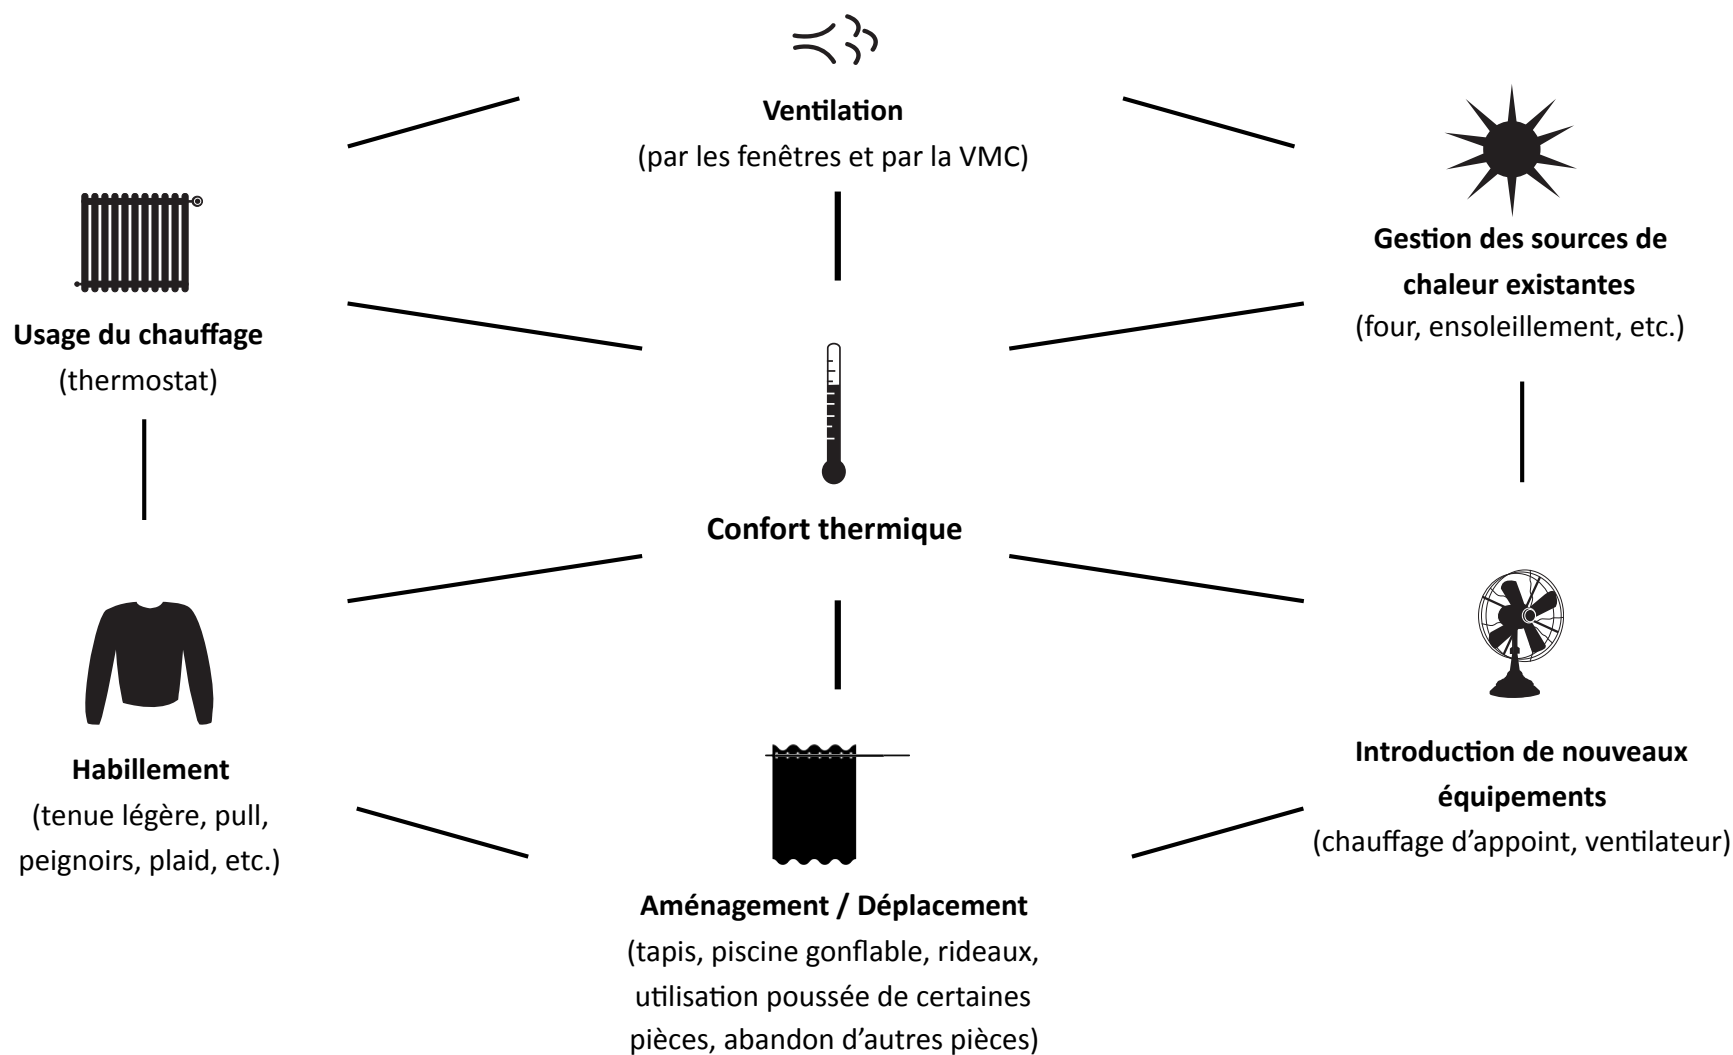 Ventilation
(par les fenêtres et par la VMC)
Gestion des sources de
chaleur existantes
(four, ensoleillement, etc.)
Usage du chauffage
(thermostat)
Confort thermique
Habillement
(tenue légère, pull,
peignoirs, plaid, etc.)
Introduction de nouveaux
équipements
(chauffage d’appoint, ventilateur)
Aménagement / Déplacement
(tapis, piscine gonflable, rideaux,
utilisation poussée de certaines
pièces, abandon d’autres pièces)